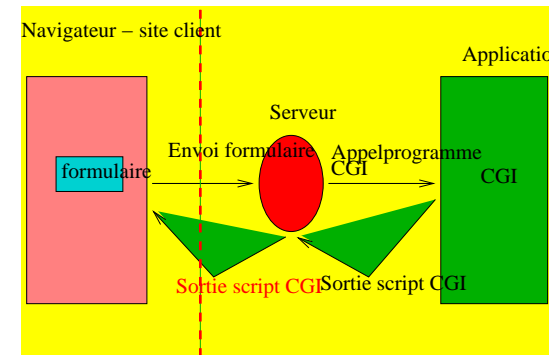 Navigateur – site client
Applicatio
Serveur
Envoi formulaire
Appelprogramme
CGI
formulaire
CGI
Sortie script CGI
Sortie script CGI